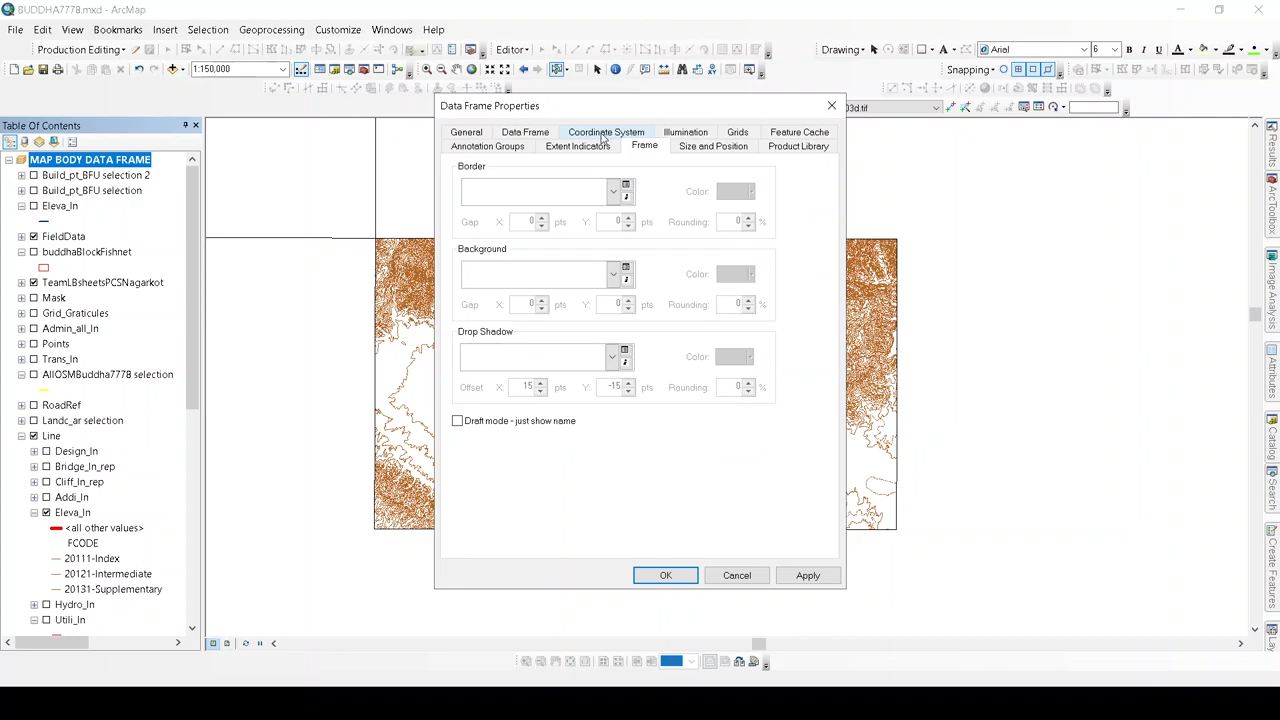 BUDDHA7778.mxd - ArcMap
File Edit View Bookmarks Insert Selection Geoprocessing Customize Windows Help
Production Editing Editor Drawing Arial 6 B I U A
1:150,000 Snapping
03d.tif
Table Of Contents
MAP BODY DATA FRAME
Build_pt_BFU selection 2
Build_pt_BFU selection
Eleva_ln
FieldData
buddhaBlockFishnet
TeamLBsheetsPCSNagarkot
Mask
Grid_Graticules
Admin_all_ln
Points
Trans_ln
AllOSMBuddha7778 selection
RoadRef
Landc_ar selection
Line
Design_ln
Bridge_ln_rep
Cliff_ln_rep
Addi_ln
Eleva_ln
<all other values>
FCODE
20111-Index
20121-Intermediate
20131-Supplementary
Hydro_ln
Utili_ln
Data Frame Properties
General Data Frame Coordinate System Illumination Grids Feature Cache
Annotation Groups Extent Indicators Frame Size and Position Product Library
Border
Color:
Gap X: 0 pts Y: 0 pts Rounding: 0 %
Background
Color:
Gap X: 0 pts Y: 0 pts Rounding: 0 %
Drop Shadow
Color:
Offset X 15 pts Y: -15 pts Rounding: 0 %
Draft mode - just show name
OK Cancel Apply
Results
ArcToolbox
Image Analysis
Attributes
Catalog
Search
Create Features